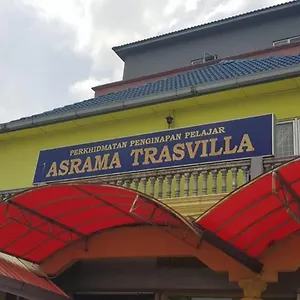 PERKHIDMATAN PENGINAPAN PELAJAR
ASRAMA TRASVILLA